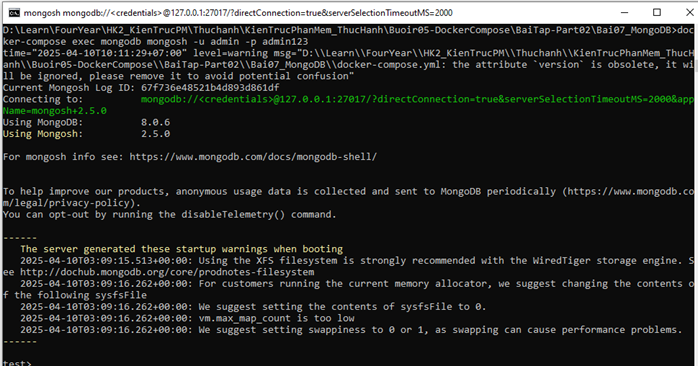 mongosh mongodb://<credentials>@127.0.0.1:27017/?directConnection=true&serverSelectionTimeoutMS=2000
D:\Learn\FourYear\HK2_KienTrucPM\Thuchanh\KienTrucPhanMem_ThucHanh\Buoir05-DockerCompose\BaiTap-Part02\Bai07_MongoDB>doc
ker-compose exec mongodb mongosh -u admin -p admin123
time="2025-04-10T10:11:29+07:00" level=warning msg="D:\\Learn\\FourYear\\HK2_KienTrucPM\\Thuchanh\\KienTrucPhanMem_ThucH
anh\\Buoir05-DockerCompose\\BaiTap-Part02\\Bai07_MongoDB\\docker-compose.yml: the attribute `version` is obsolete, it wi
ll be ignored, please remove it to avoid potential confusion"
Current Mongosh Log ID: 67f736e48521b4d893d861df
Connecting to: mongodb://<credentials>@127.0.0.1:27017/?directConnection=true&serverSelectionTimeoutMS=2000&app
Name=mongosh+2.5.0
Using MongoDB: 8.0.6
Using Mongosh: 2.5.0
For mongosh info see: https://www.mongodb.com/docs/mongodb-shell/
To help improve our products, anonymous usage data is collected and sent to MongoDB periodically (https://www.mongodb.co
m/legal/privacy-policy).
You can opt-out by running the disableTelemetry() command.
------
The server generated these startup warnings when booting
2025-04-10T03:09:15.513+00:00: Using the XFS filesystem is strongly recommended with the WiredTiger storage engine. S
ee http://dochub.mongodb.org/core/prodnotes-filesystem
2025-04-10T03:09:16.262+00:00: For customers running the current memory allocator, we suggest changing the contents o
f the following sysfsFile
2025-04-10T03:09:16.262+00:00: We suggest setting the contents of sysfsFile to 0.
2025-04-10T03:09:16.262+00:00: vm.max_map_count is too low
2025-04-10T03:09:16.262+00:00: We suggest setting swappiness to 0 or 1, as swapping can cause performance problems.
------
test>